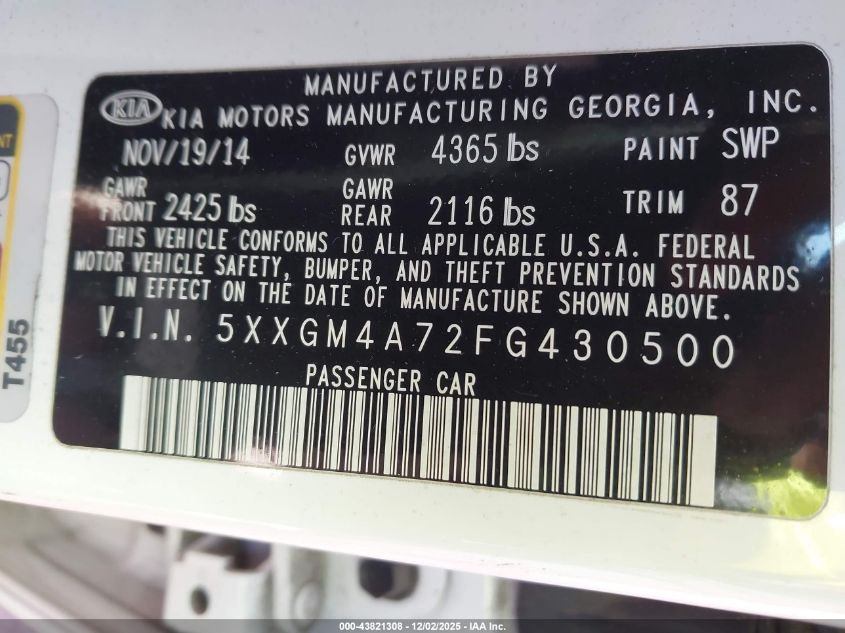 MANUFACTURED BY
KIA KIA MOTORS MANUFACTURING GEORGIA, INC.
NOV/19/14 GVWR 4365 lbs PAINT SWP
GAWR FRONT 2425 lbs GAWR REAR 2116 lbs TRIM 87
THIS VEHICLE CONFORMS TO ALL APPLICABLE U.S.A. FEDERAL
MOTOR VEHICLE SAFETY, BUMPER, AND THEFT PREVENTION STANDARDS
IN EFFECT ON THE DATE OF MANUFACTURE SHOWN ABOVE.
V.I.N. 5XXGM4A72FG430500
PASSENGER CAR
T455
000-43821308 - 12/02/2025 - IAA Inc.